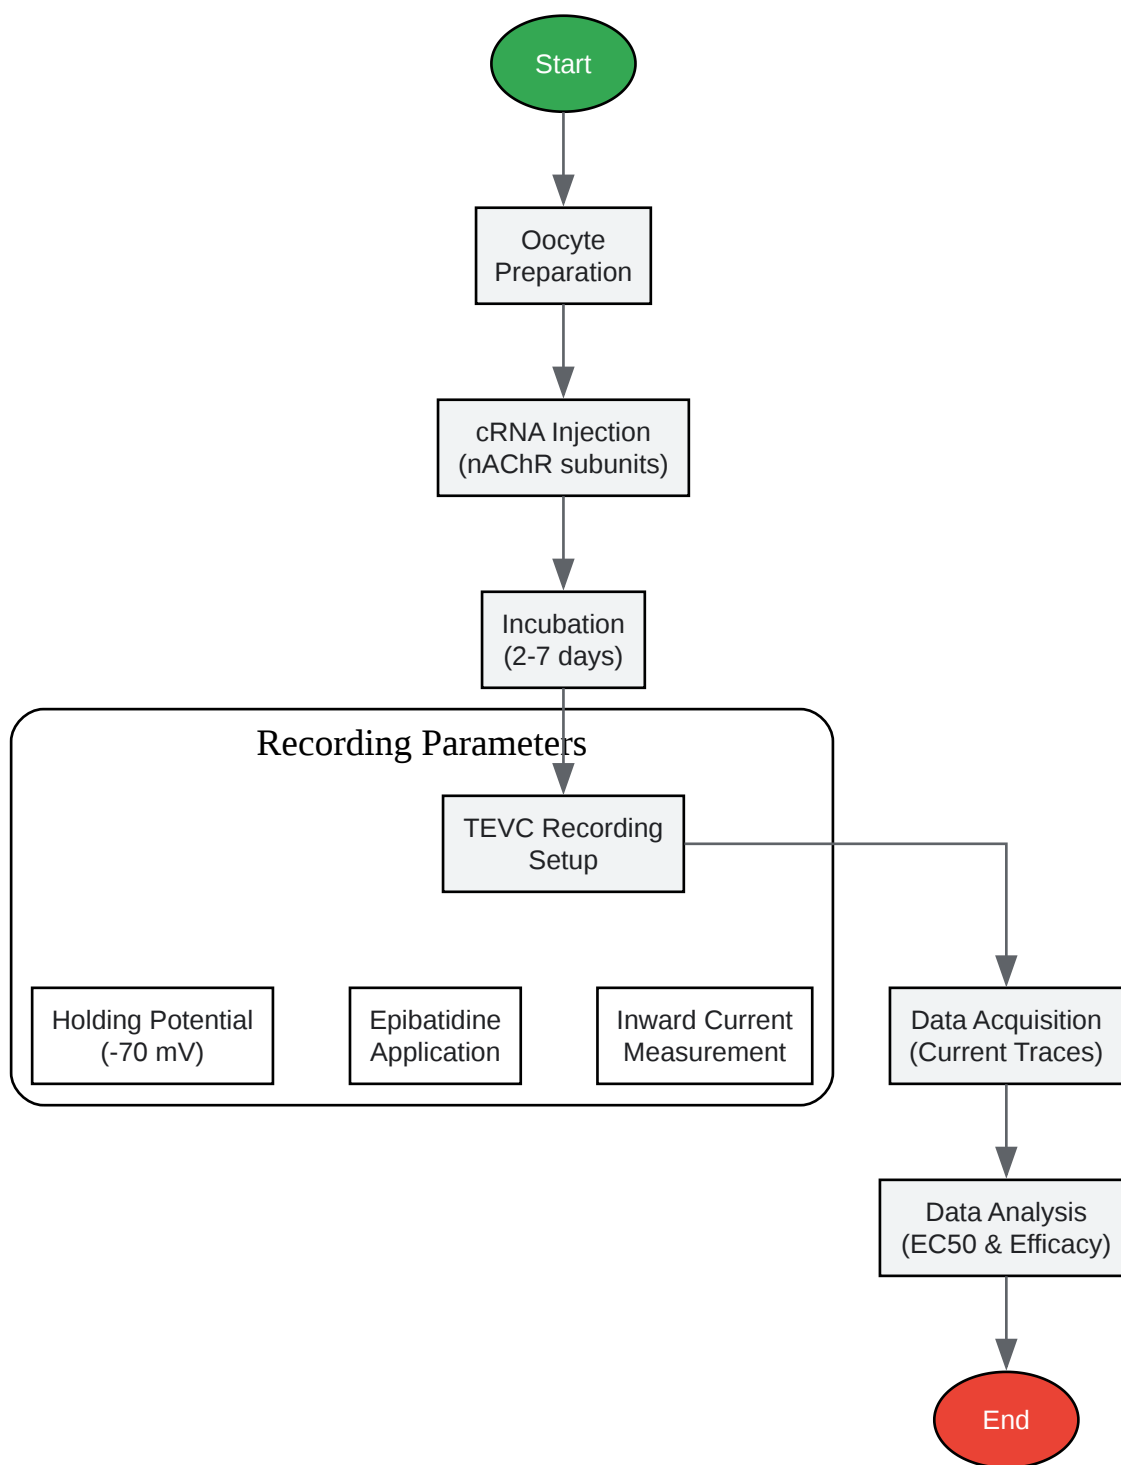 Start
Oocyte
Preparation
cRNA Injection
(nAChR subunits)
Incubation
(2-7 days)
Recording Parameters
TEVC Recording
Setup
Holding Potential
(-70 mV)
Epibatidine
Application
Inward Current
Measurement
Data Acquisition
(Current Traces)
Data Analysis
(EC50 & Efficacy)
End